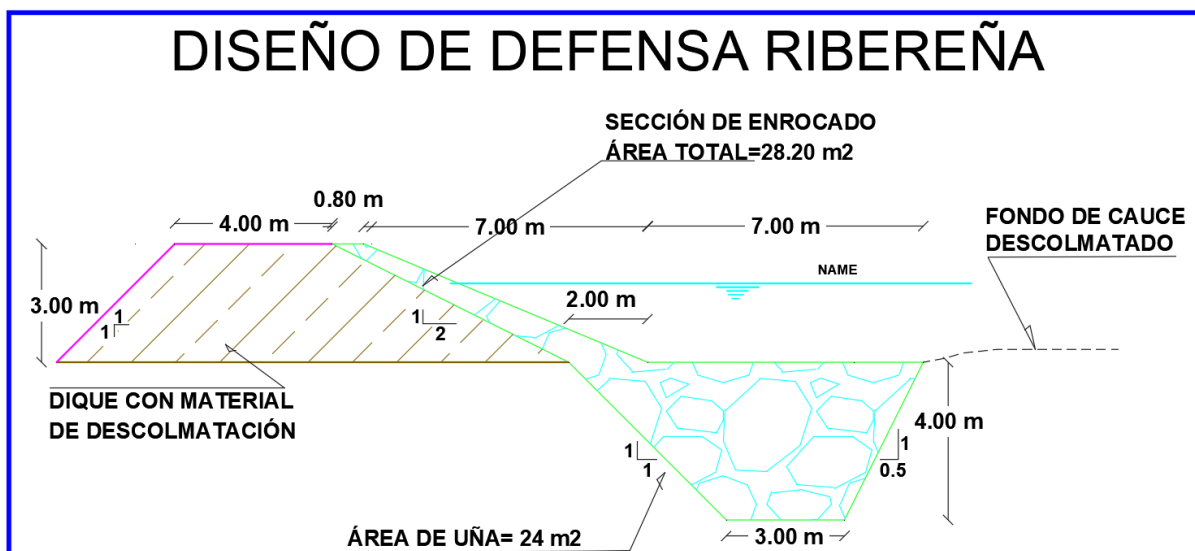 DISEÑO DE DEFENSA RIBEREÑA
SECCIÓN DE ENROCADO
ÁREA TOTAL=28.20 m2
0.80 m
4.00 m
7.00 m
7.00 m
FONDO DE CAUCE
DESCOLMATADO
NAME
3.00 m
2.00 m
1
1
1
2
DIQUE CON MATERIAL
DE DESCOLMATACIÓN
4.00 m
1
1
1
0.5
ÁREA DE UÑA= 24 m2
3.00 m